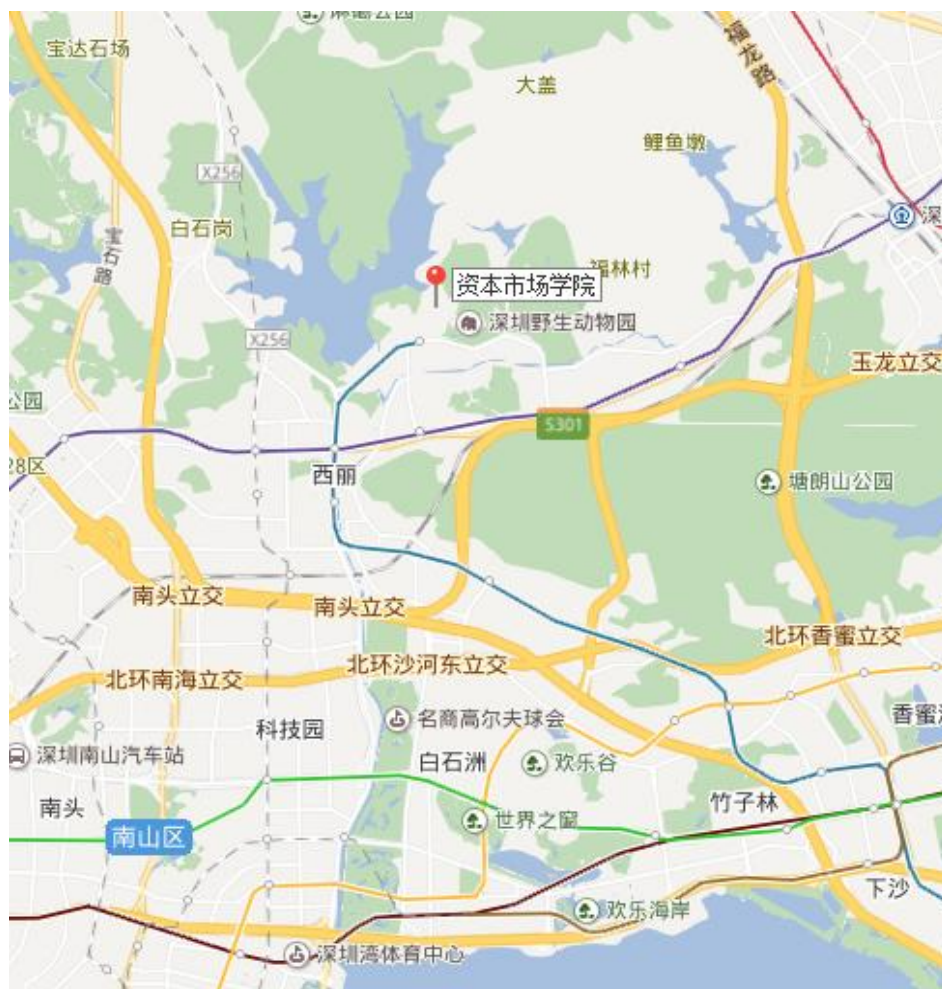 宝达石场
大盖
福龙路
鲤鱼墩
X256
白石岗
宝石路
深
福林村
资本市场学院
深圳野生动物园
X256
玉龙立交
公园
S301
28区
西丽
塘朗山公园
南头立交
南头立交
北环香蜜立交
北环沙河东立交
北环南海立交
名商高尔夫球会
香蜜
科技园
深圳南山汽车站
白石洲
欢乐谷
南头
竹子林
世界之窗
南山区
下沙
欢乐海岸
深圳湾体育中心